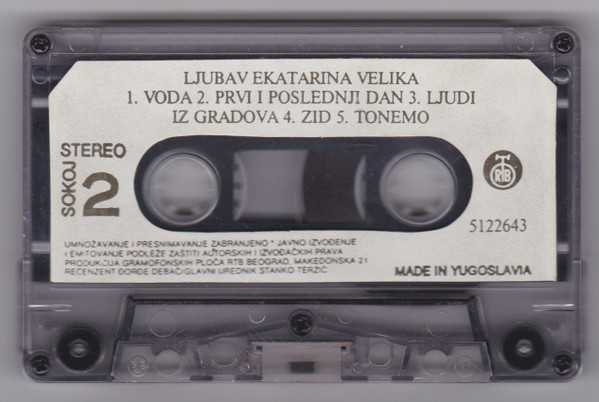 LJUBAV EKATARINA VELIKA
1. VODA 2. PRVI I POSLEDNJI DAN 3. LJUDI
IZ GRADOVA 4. ZID 5. TONEMO
STEREO
SOKOJ
2
RTB
5122643
UMNOŽAVANJE I PRESNIMAVANJE ZABRANJENO * JAVNO IZVOĐENJE
I EMITOVANJE PODLEŽE ZAŠTITI AUTORSKIH I IZVOĐAČKIH PRAVA
PRODUKCIJA GRAMOFONSKIH PLOČA RTB BEOGRAD, MAKEDONSKA 21
RECENZENT ĐORĐE DEBAČ/GLAVNI UREDNIK STANKO TERZIĆ
MADE IN YUGOSLAVIA